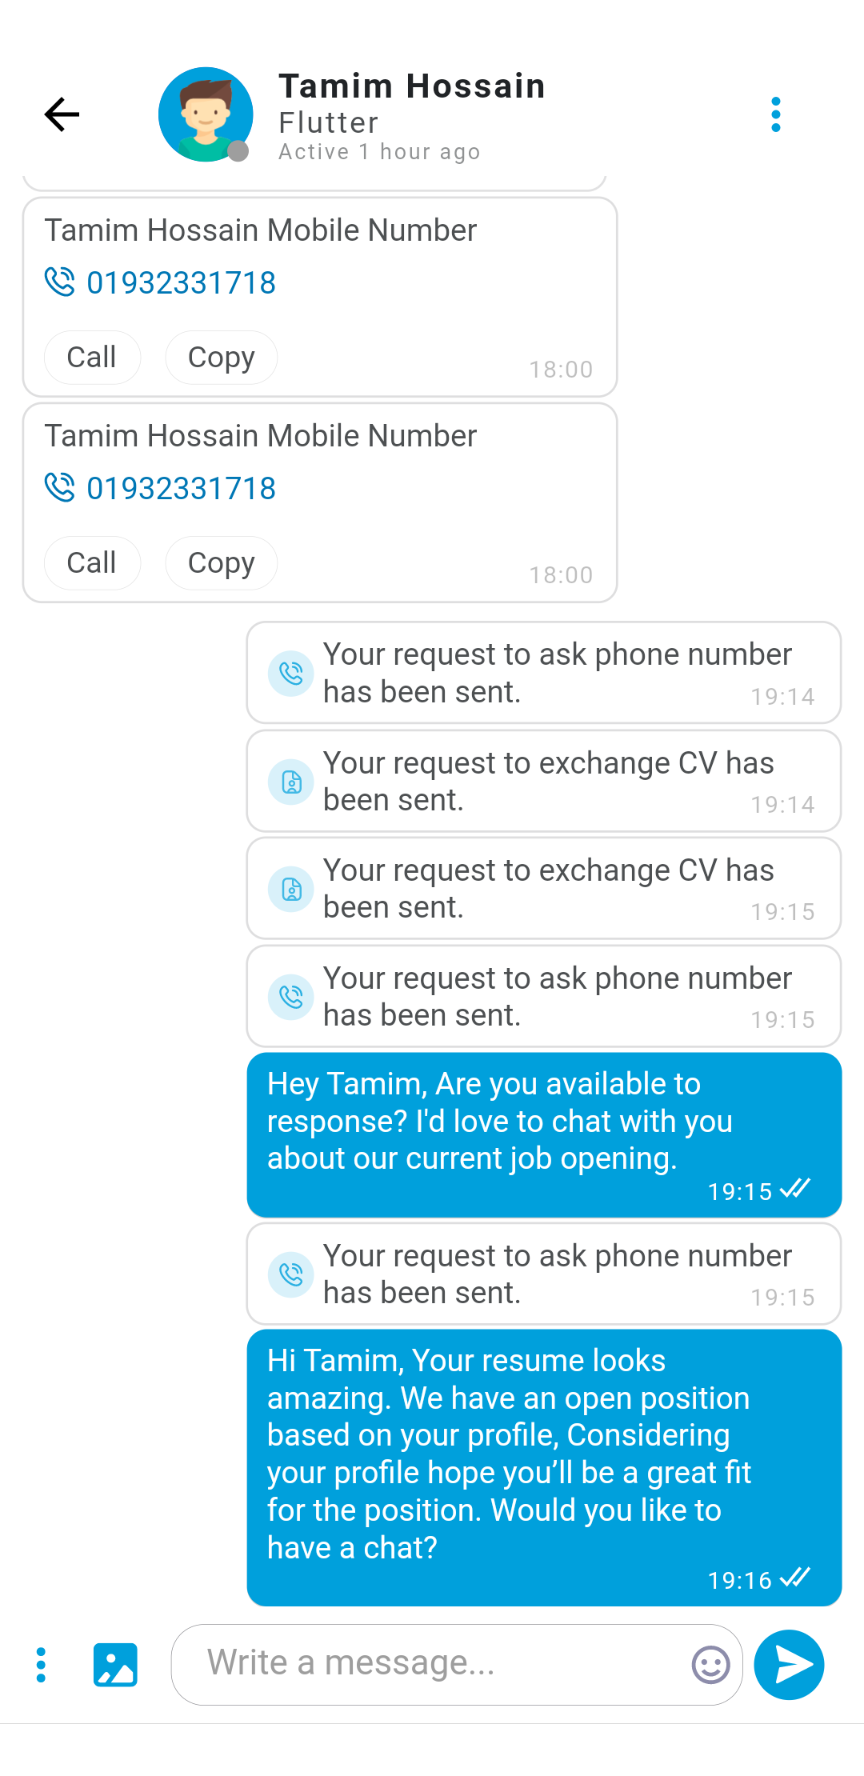 Tamim Hossain
Flutter
Active 1 hour ago
Tamim Hossain Mobile Number
01932331718
Call
Copy
18:00
Tamim Hossain Mobile Number
01932331718
Call
Copy
18:00
Your request to ask phone number
has been sent.
19:14
Your request to exchange CV has
been sent.
19:14
Your request to exchange CV has
been sent.
19:15
Your request to ask phone number
has been sent.
19:15
Hey Tamim, Are you available to
response? I'd love to chat with you
about our current job opening.
19:15
Your request to ask phone number
has been sent.
19:15
Hi Tamim, Your resume looks
amazing. We have an open position
based on your profile, Considering
your profile hope you’ll be a great fit
for the position. Would you like to
have a chat?
19:16
Write a message...